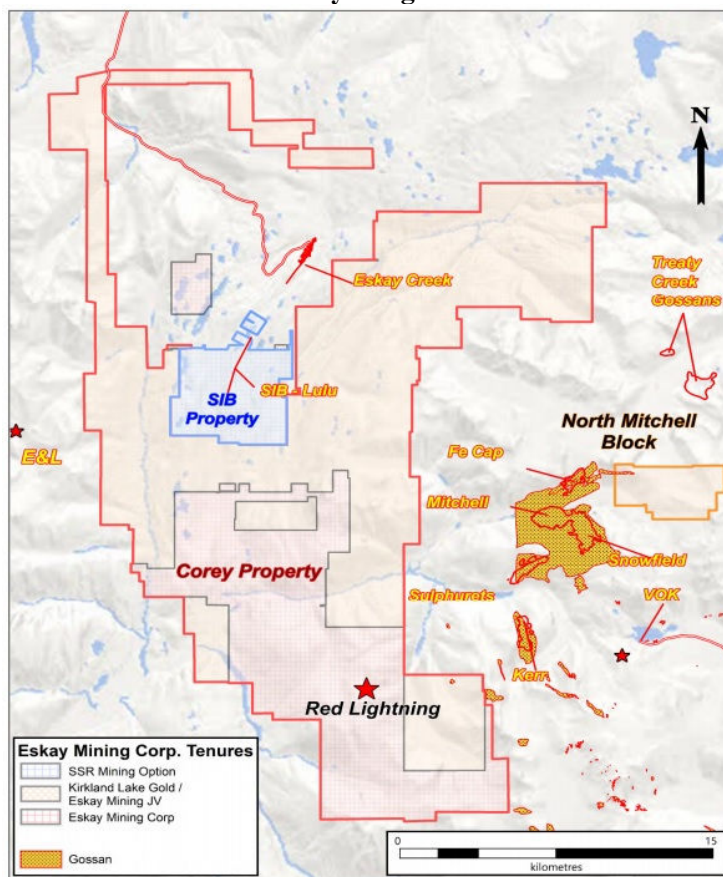 N
Eskay Creek
Treaty
Creek
Gossans
SIB - Lulu
SIB
Property
North Mitchell
Block
E&L
Fe Cap
Mitchell
Snowfield
Corey Property
Sulphurets
VOK
Kerr
Red Lightning
Eskay Mining Corp. Tenures
SSR Mining Option
Kirkland Lake Gold /
Eskay Mining JV
Eskay Mining Corp
Gossan
0 15
kilometres